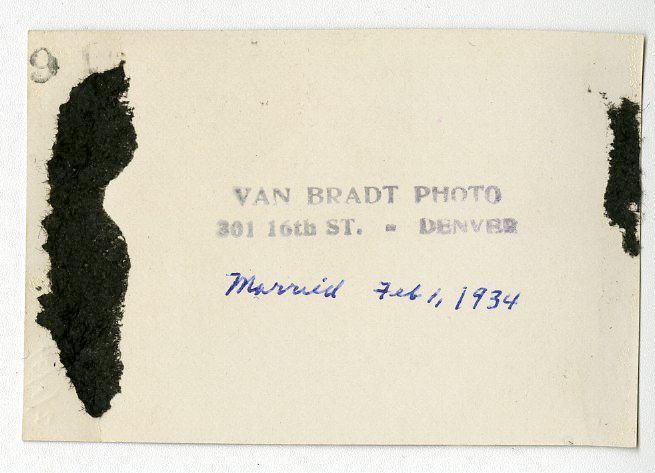 9
VAN BRADT PHOTO
301 16th ST. - DENVER
Married Feb 1, 1934